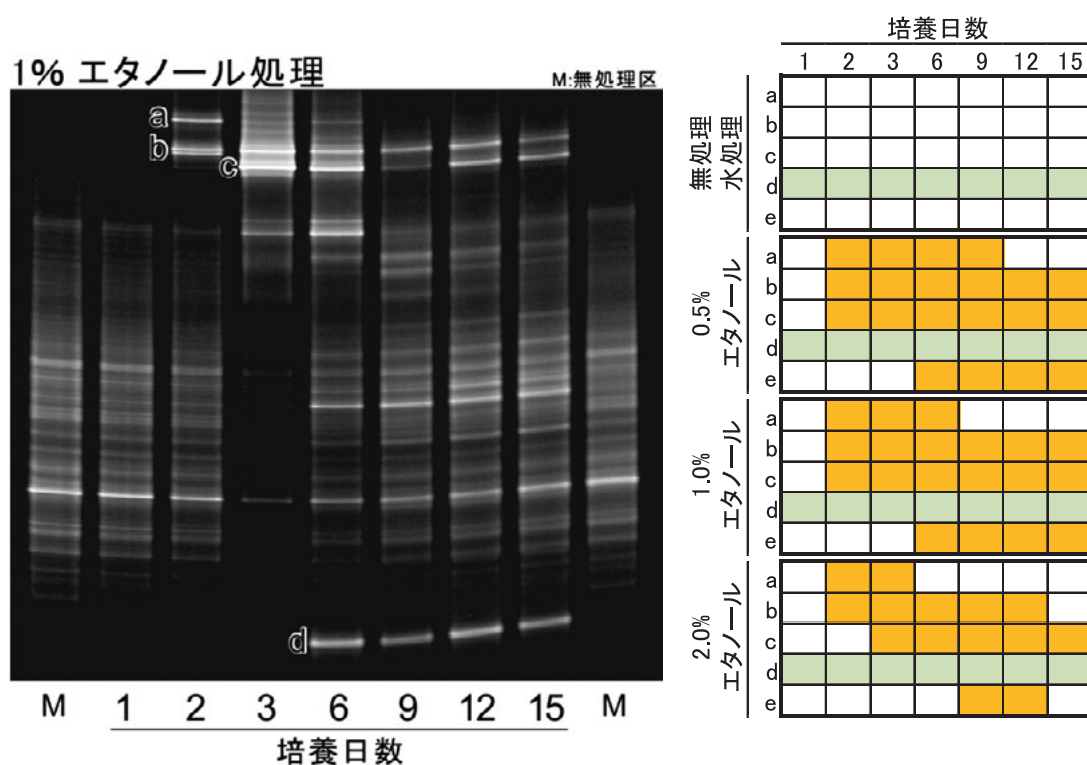 1% エタノール処理
M:無処理区
a
b
c
d
M 1 2 3 6 9 12 15 M
培養日数
培養日数
1 2 3 6 9 12 15
無処理
水処理
a
b
c
d
e
0.5%
エタノール
a
b
c
d
e
1.0%
エタノール
a
b
c
d
e
2.0%
エタノール
a
b
c
d
e